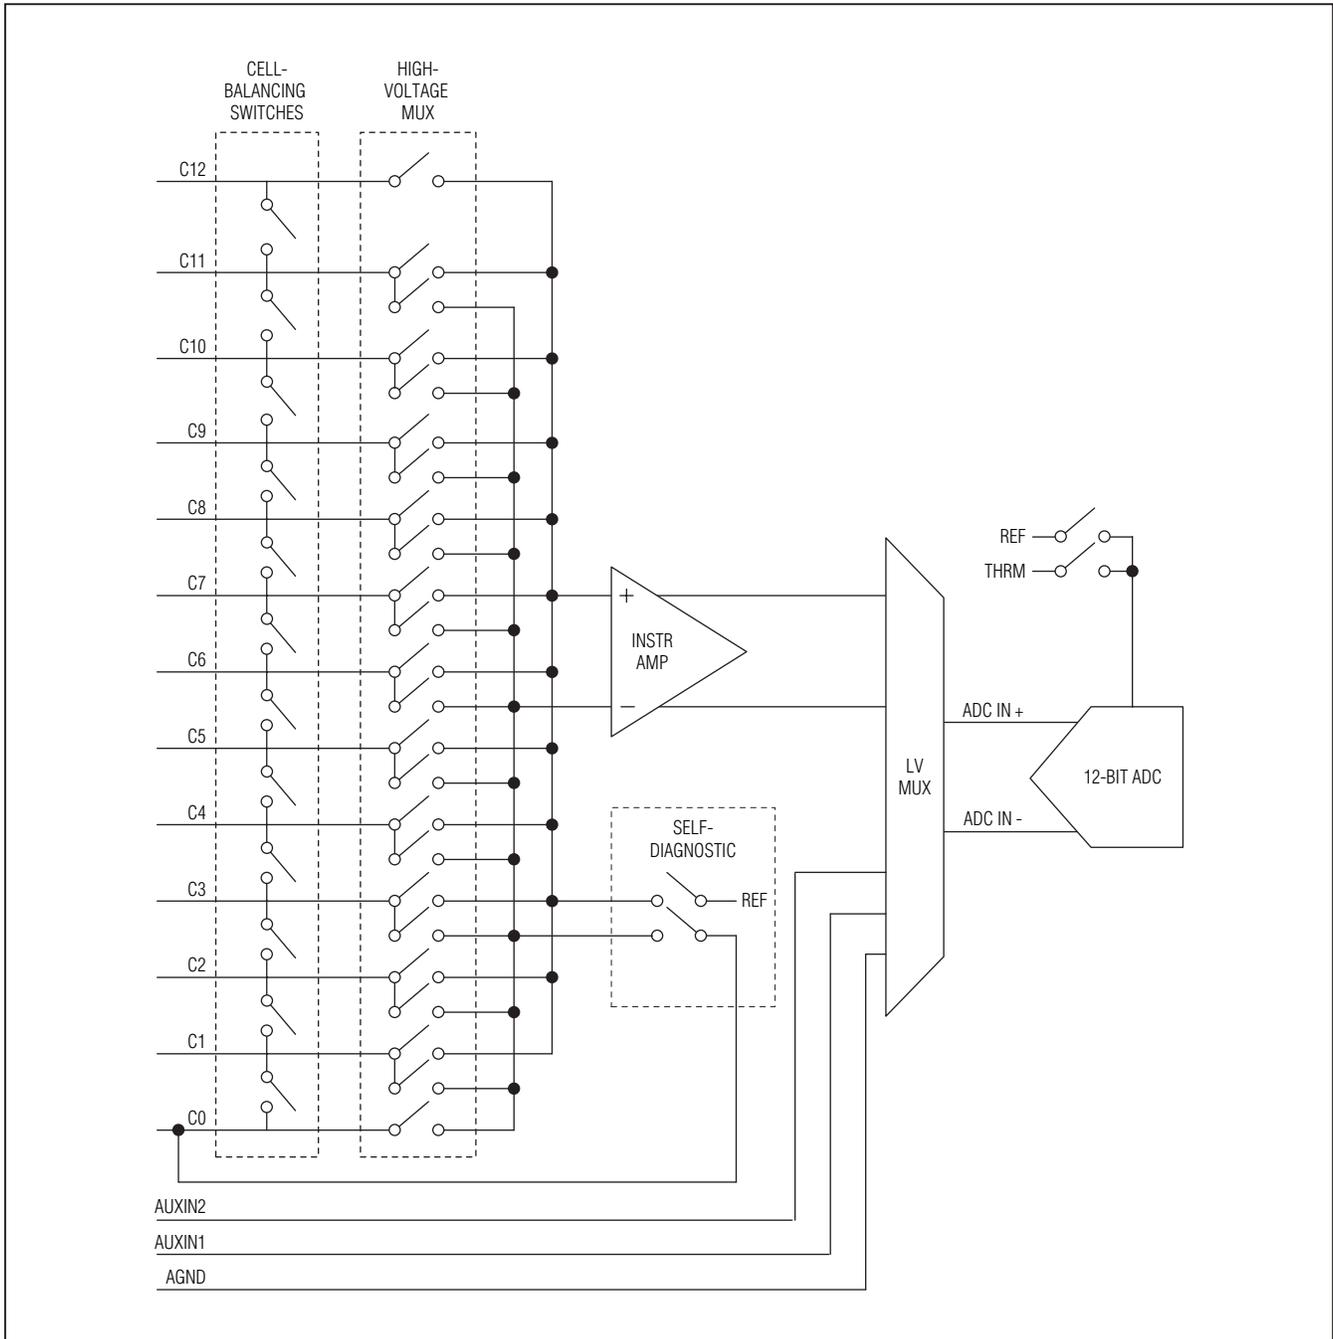 CELL-
BALANCING
SWITCHES
HIGH-
VOLTAGE
MUX
C12
C11
C10
C9
C8
C7
C6
C5
C4
C3
C2
C1
C0
+
INSTR
AMP
−
SELF-
DIAGNOSTIC
REF
LV
MUX
REF
THRM
ADC IN +
12-BIT ADC
ADC IN -
AUXIN2
AUXIN1
AGND